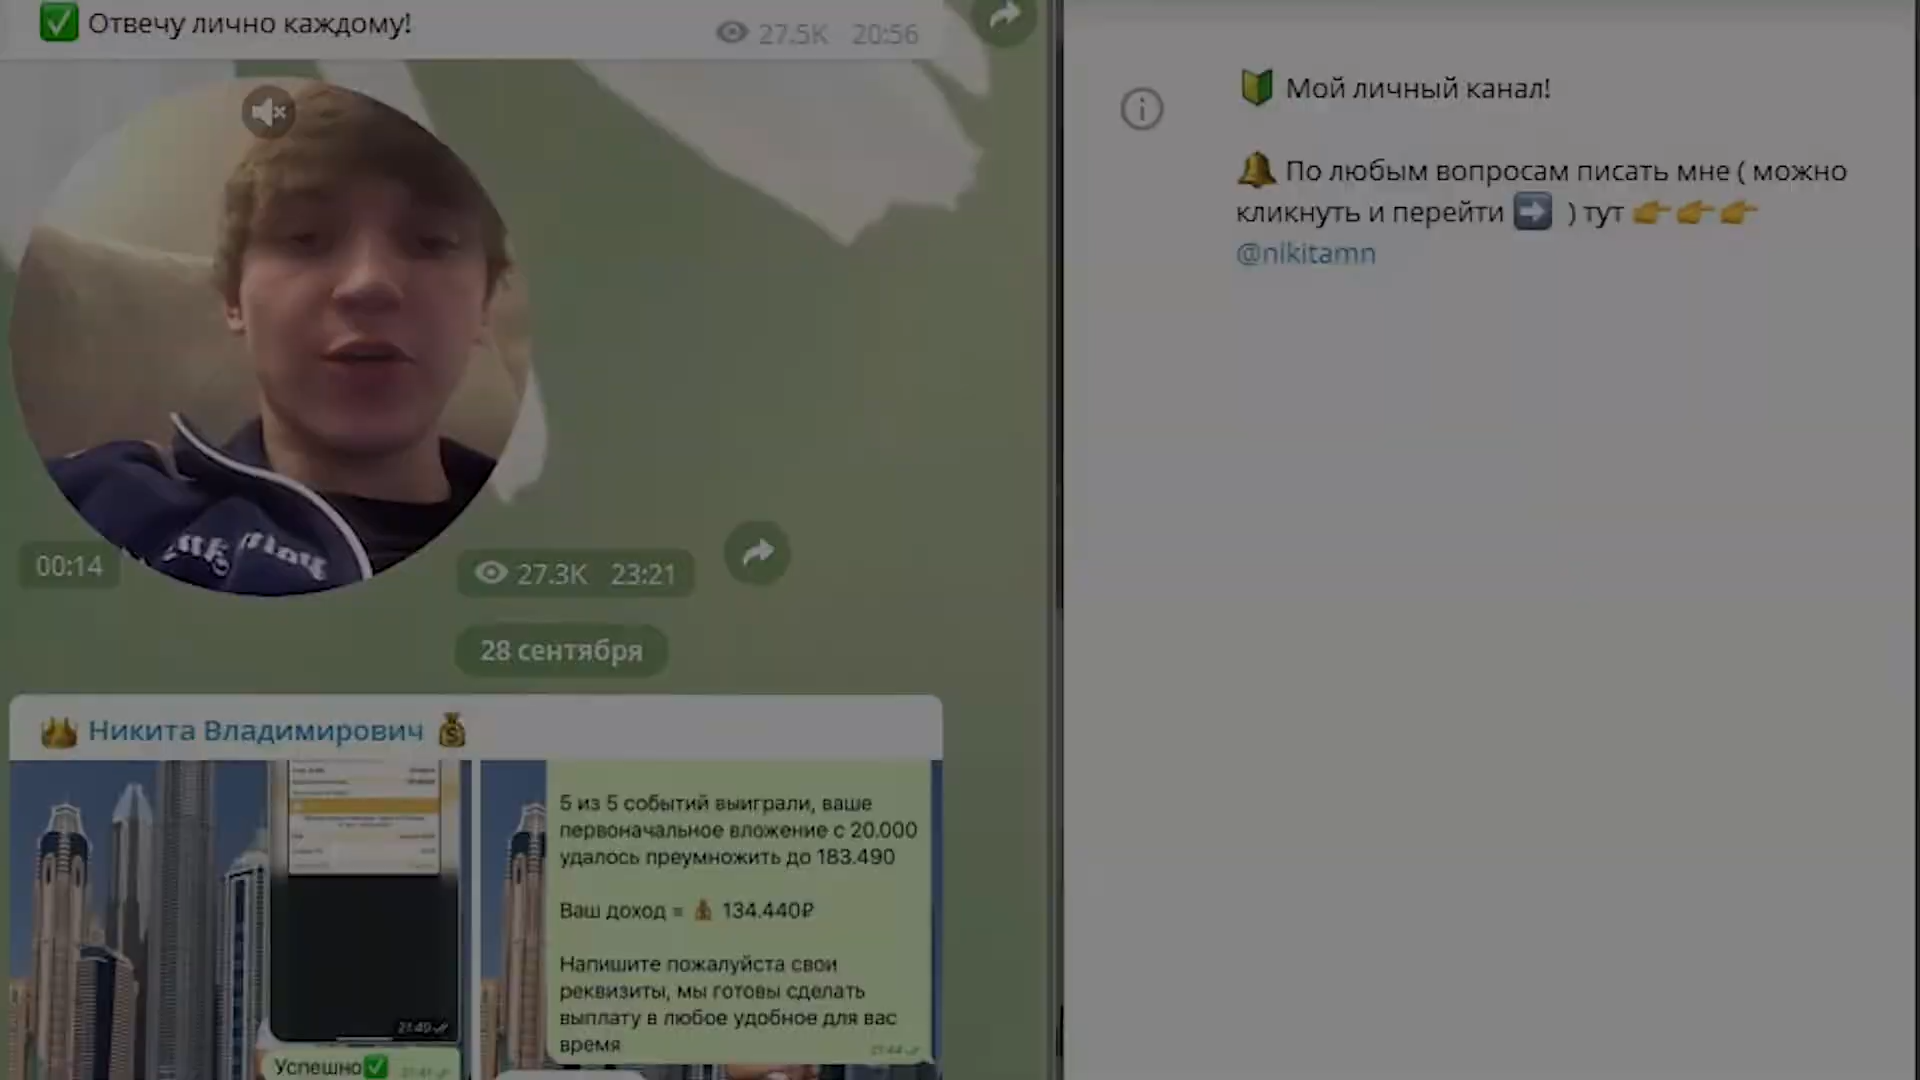 ✅ Отвечу лично каждому!
27.5K 20:56
00:14
27.3K 23:21
28 сентября
Никита Владимирович
5 из 5 событий выиграли, ваше
первоначальное вложение с 20.000
удалось преумножить до 183.490
Ваш доход = 💰 134.440₽
Напишите пожалуйста свои
реквизиты, мы готовы сделать
выплату в любое удобное для вас
время
21:44
21:40
Успешно✅
21:41
🔰 Мой личный канал!
🔔 По любым вопросам писать мне ( можно
кликнуть и перейти ➡️ ) тут 👉👉👉
@nikitamn